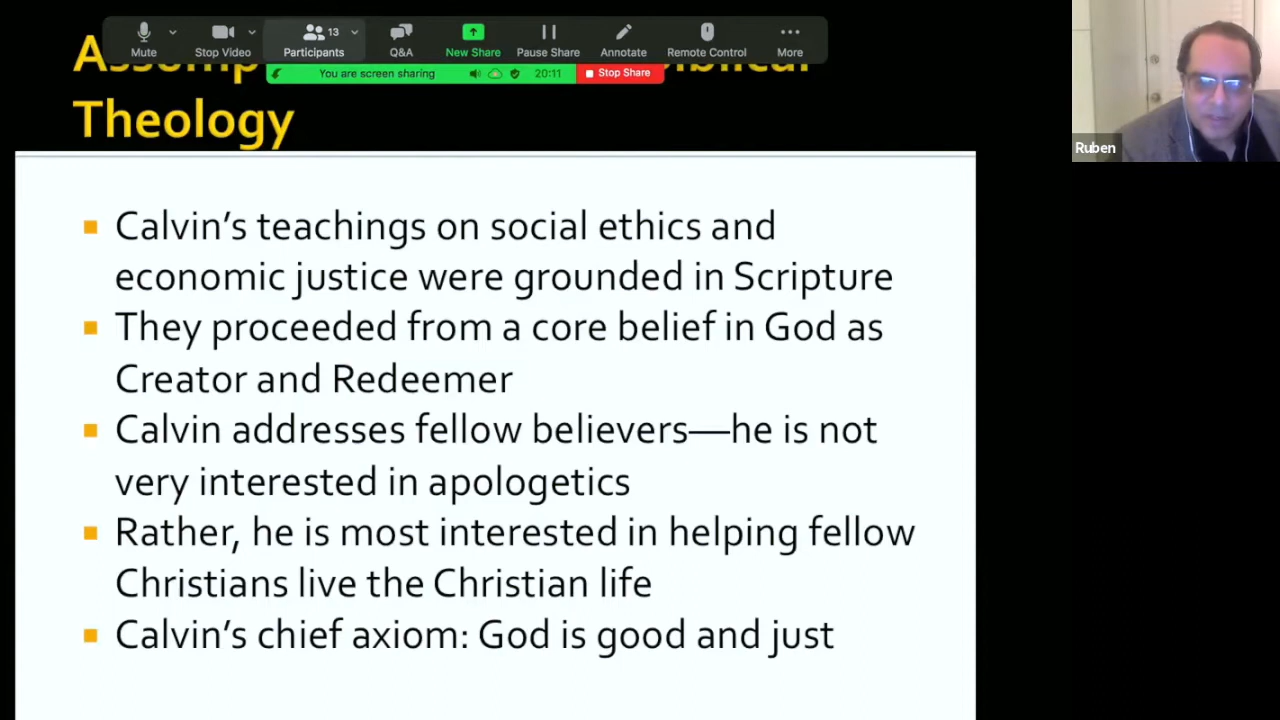 13
Mute
Stop Video
Participants
Q&A
New Share
Pause Share
Annotate
Remote Control
More
You are screen sharing
20:11
Stop Share
Theology
Ruben
Calvin’s teachings on social ethics and
economic justice were grounded in Scripture
They proceeded from a core belief in God as
Creator and Redeemer
Calvin addresses fellow believers—he is not
very interested in apologetics
Rather, he is most interested in helping fellow
Christians live the Christian life
Calvin’s chief axiom: God is good and just